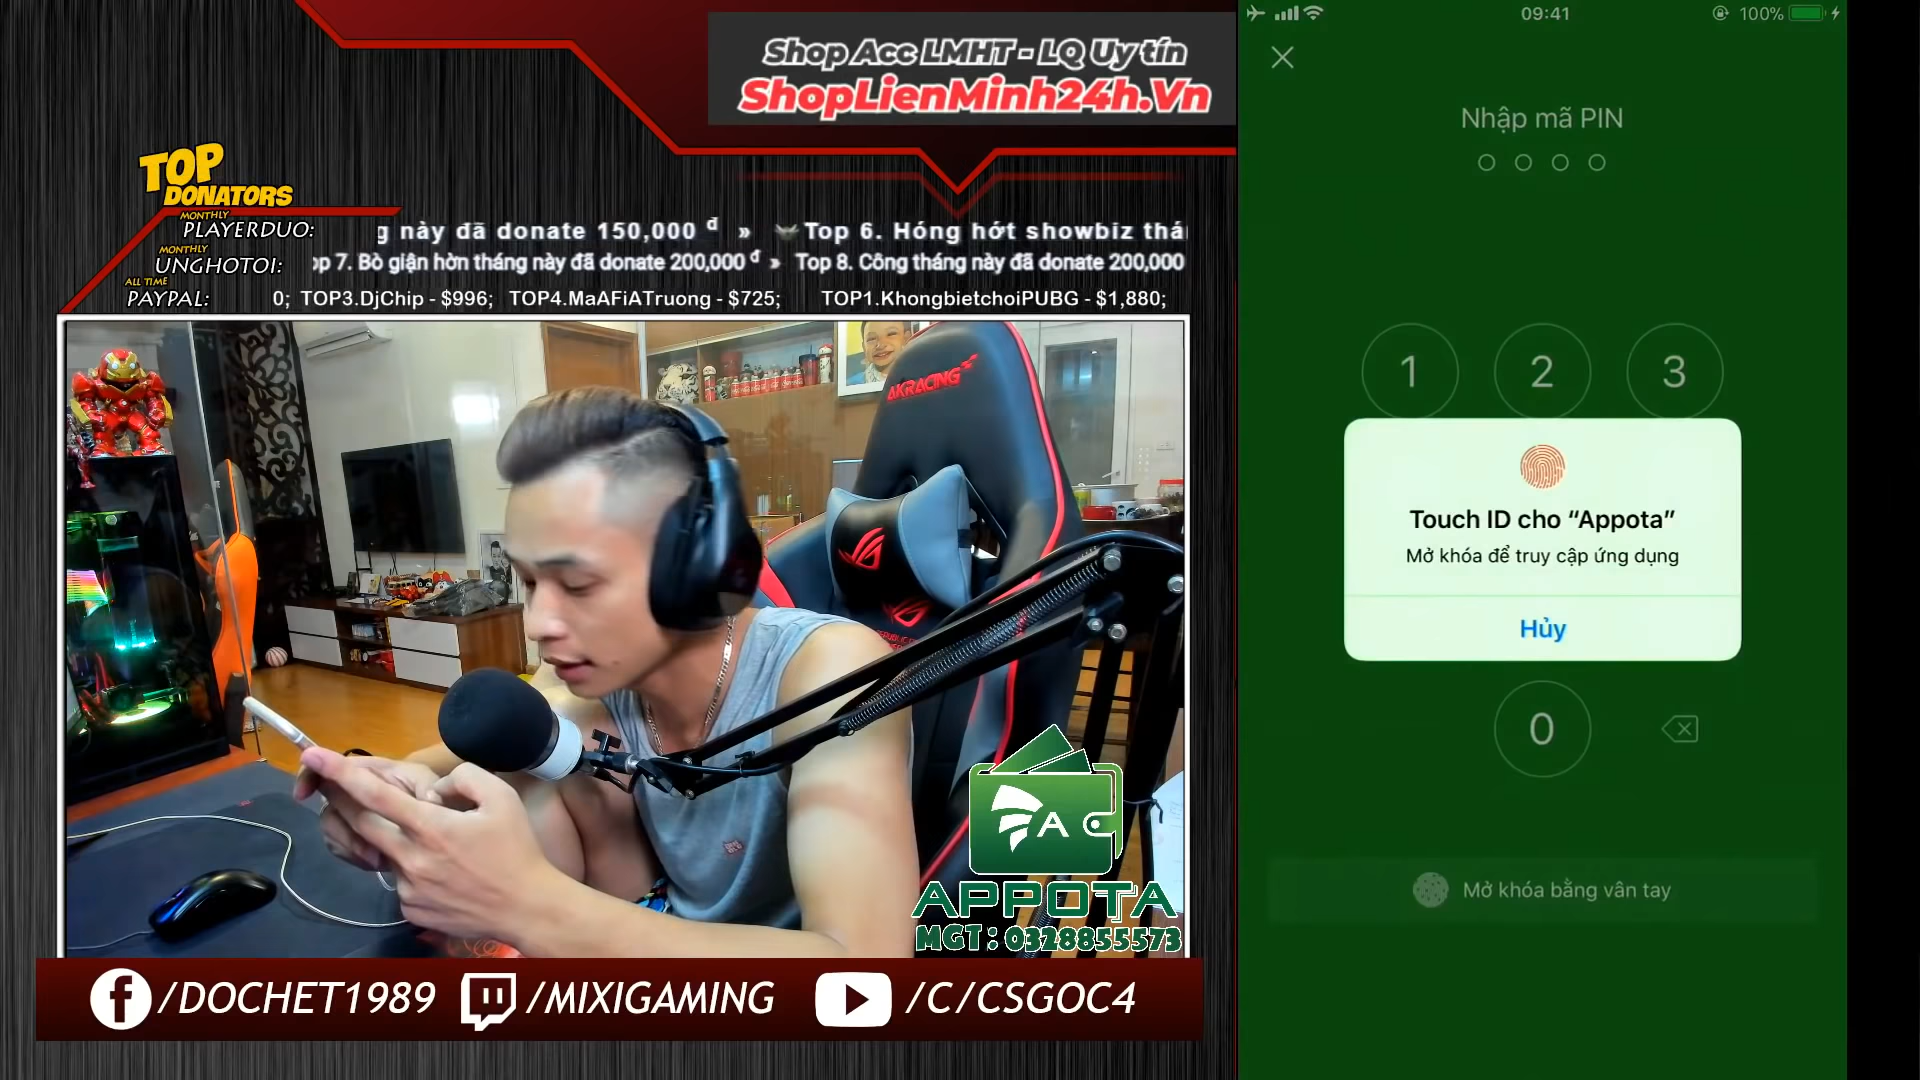 Shop Acc LMHT - LQ Uy tín
ShopLienMinh24h.Vn
TOP
DONATORS
MONTHLY
PLAYERDUO:
g này đã donate 150,000 đ » Top 6. Hóng hớt showbiz thá
MONTHLY
UNGHOTOI:
op 7. Bò giận hờn tháng này đã donate 200,000 đ » Top 8. Công tháng này đã donate 200,000
ALL TIME
PAYPAL:
0; TOP3.DjChip - $996; TOP4.MaAFiATruong - $725; TOP1.KhongbietchoiPUBG - $1,880;
AKRACING
A
APPOTA
MGT: 0328855573
/DOCHET1989
/MIXIGAMING
/C/CSGOC4
09:41
100%
Nhập mã PIN
1
2
3
Touch ID cho “Appota”
Mở khóa để truy cập ứng dụng
Hủy
0
Mở khóa bằng vân tay